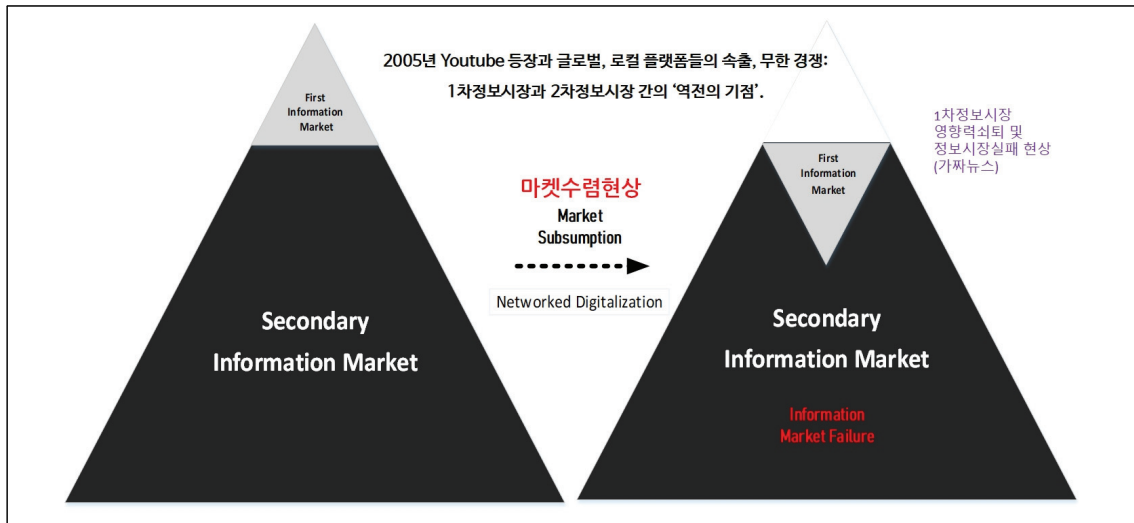 2005년 Youtube 등장과 글로벌, 로컬 플랫폼들의 속출, 무한 경쟁:
1차정보시장과 2차정보시장 간의 ‘역전의 기점’.
First
Information
Market
Secondary
Information Market
마켓수렴현상
Market
Subsumption
Networked Digitalization
1차정보시장
영향력쇠퇴 및
정보시장실패 현상
(가짜뉴스)
First
Information
Market
Secondary
Information Market
Information
Market Failure